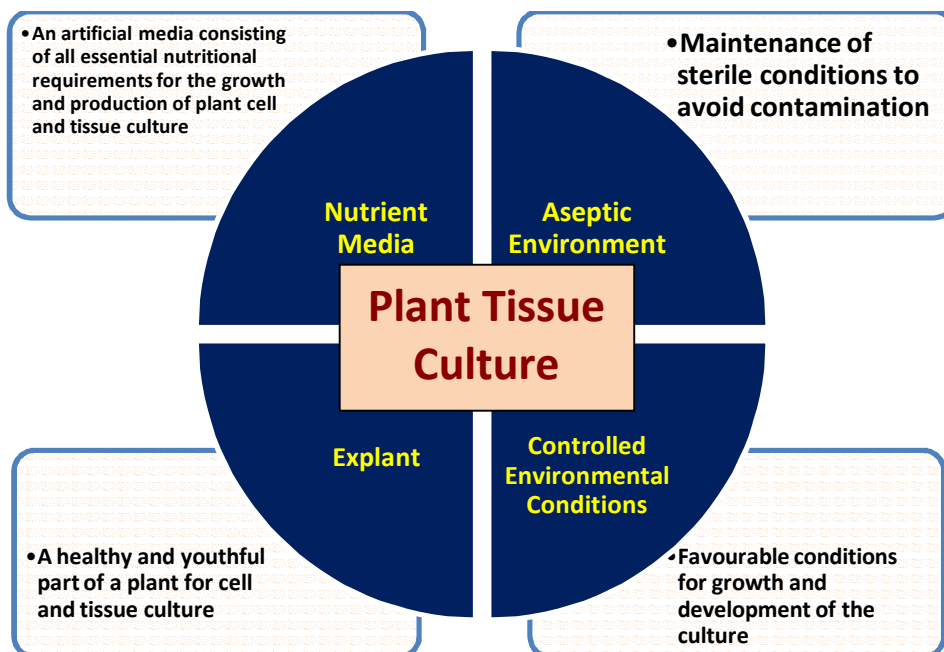 •An artificial media consisting
of all essential nutritional
requirements for the growth
and production of plant cell
and tissue culture
•Maintenance of
sterile conditions to
avoid contamination
Nutrient
Media
Aseptic
Environment
Plant Tissue
Culture
Explant
Controlled
Environmental
Conditions
•A healthy and youthful
part of a plant for cell
and tissue culture
•Favourable conditions
for growth and
development of the
culture